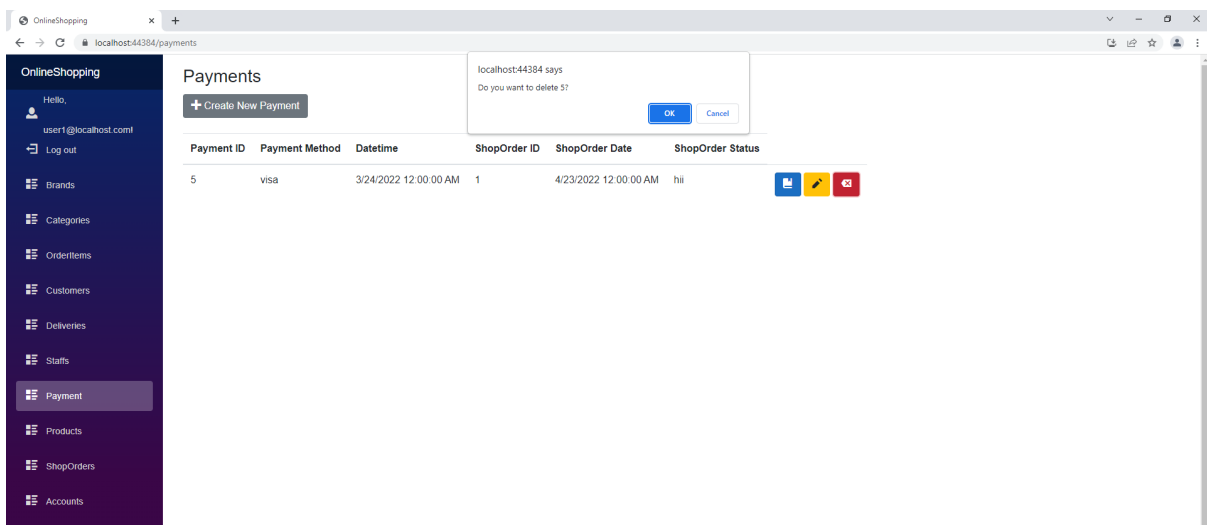 OnlineShopping
localhost:44384/payments
OnlineShopping
Hello,
user1@localhost.com!
Log out
Brands
Categories
OrderItems
Customers
Deliveries
Staffs
Payment
Products
ShopOrders
Accounts
Payments
Create New Payment
localhost:44384 says
Do you want to delete 5?
OK Cancel
Payment ID Payment Method Datetime ShopOrder ID ShopOrder Date ShopOrder Status
5 visa 3/24/2022 12:00:00 AM 1 4/23/2022 12:00:00 AM hii